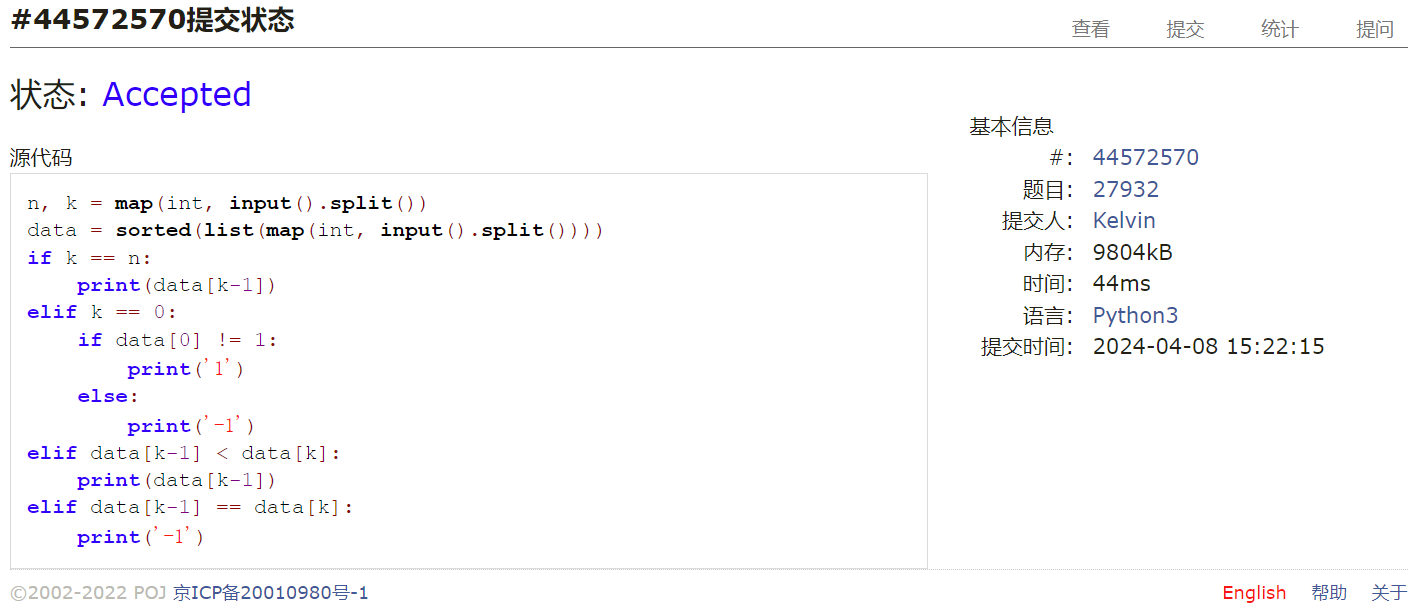 #44572570提交状态
查看 提交 统计 提问
状态: Accepted
源代码
n, k = map(int, input().split())
data = sorted(list(map(int, input().split())))
if k == n:
    print(data[k-1])
elif k == 0:
    if data[0] != 1:
        print('1')
    else:
        print('-1')
elif data[k-1] < data[k]:
    print(data[k-1])
elif data[k-1] == data[k]:
    print('-1')
基本信息
#: 44572570
题目: 27932
提交人: Kelvin
内存: 9804kB
时间: 44ms
语言: Python3
提交时间: 2024-04-08 15:22:15
©2002-2022 POJ 京ICP备20010980号-1
English 帮助 关于